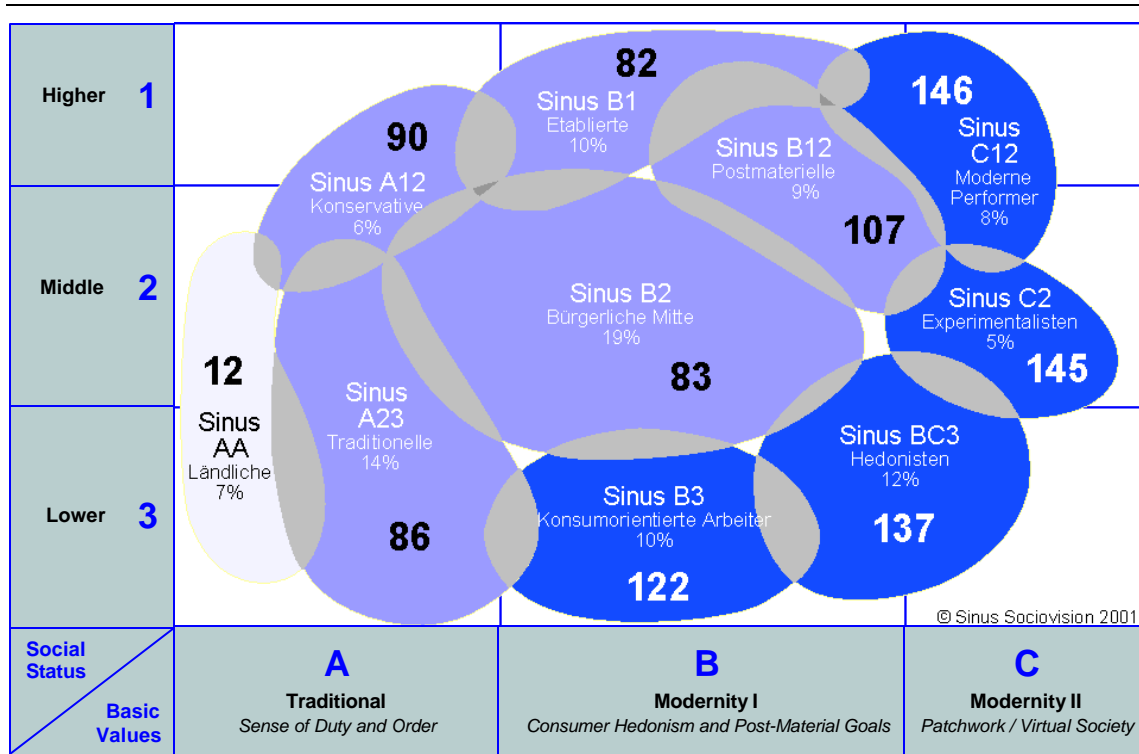 Higher 1
Middle 2
Lower 3
82
Sinus B1
Etablierte
10%
90
Sinus A12
Konservative
6%
Sinus B12
Postmaterielle
9%
107
146
Sinus
C12
Moderne
Performer
8%
12
Sinus
AA
Ländliche
7%
Sinus
A23
Traditionelle
14%
86
Sinus B2
Bürgerliche Mitte
19%
83
Sinus C2
Experimentalisten
5%
145
Sinus B3
Konsumorientierte Arbeiter
10%
122
Sinus BC3
Hedonisten
12%
137
© Sinus Sociovision 2001
Social
Status
Basic
Values
A
Traditional
Sense of Duty and Order
B
Modernity I
Consumer Hedonism and Post-Material Goals
C
Modernity II
Patchwork / Virtual Society